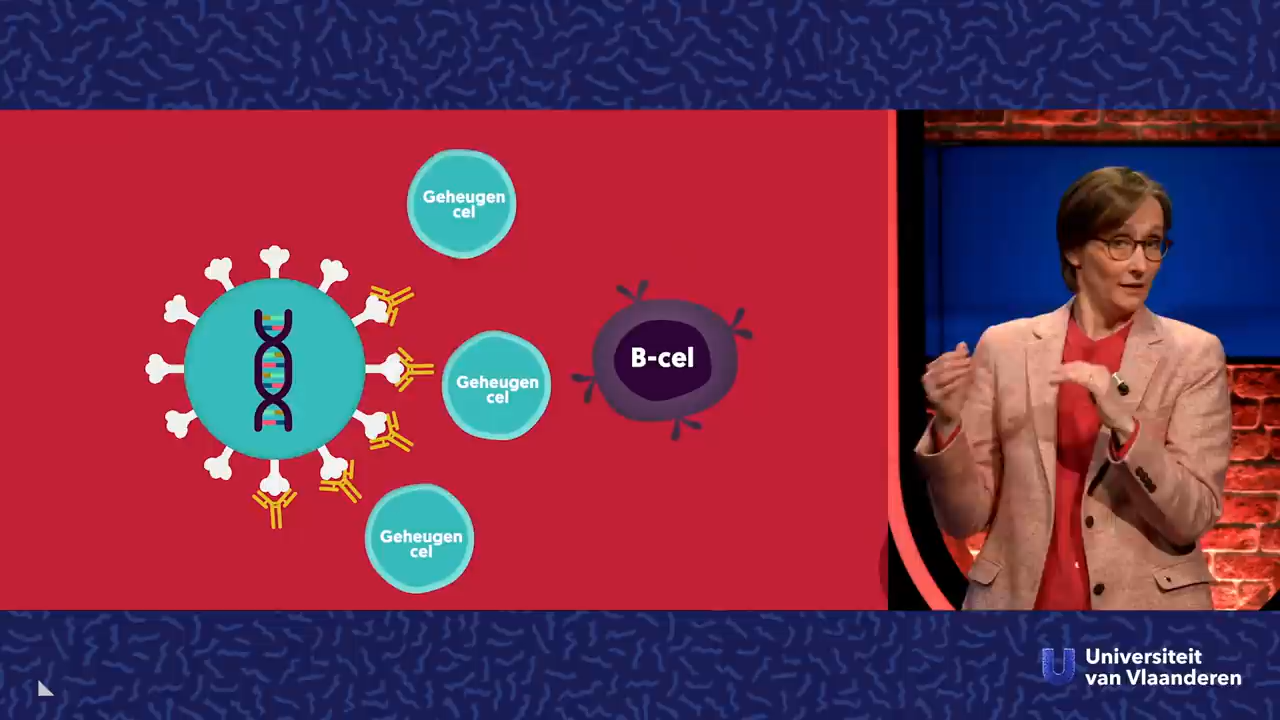 Geheugen
cel
B-cel
Geheugen
cel
Geheugen
cel
Universiteit
van Vlaanderen